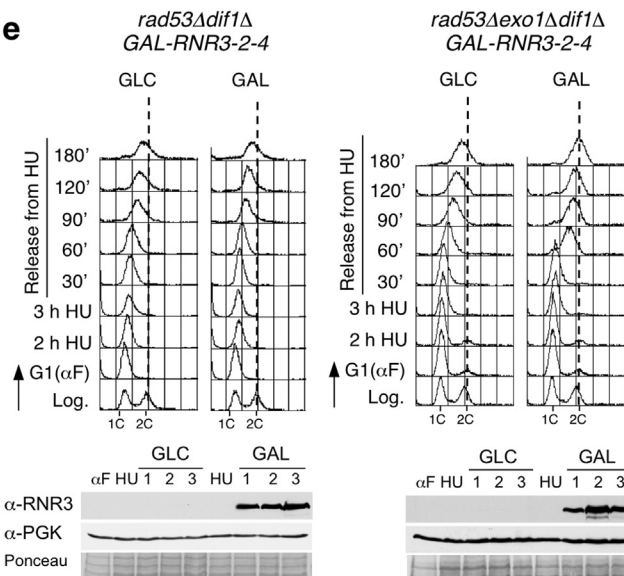 e
rad53Δdif1Δ
GAL-RNR3-2-4
GLC GAL
Release from HU
180'
120'
90'
60'
30'
3 h HU
2 h HU
G1(αF)
Log.
1C 2C 1C 2C
rad53Δexo1Δdif1Δ
GAL-RNR3-2-4
GLC GAL
Release from HU
180'
120'
90'
60'
30'
3 h HU
2 h HU
G1(αF)
Log.
1C 2C 1C 2C
GLC GAL
αF HU 1 2 3 HU 1 2 3
α-RNR3
α-PGK
Ponceau
GLC GAL
αF HU 1 2 3 HU 1 2 3